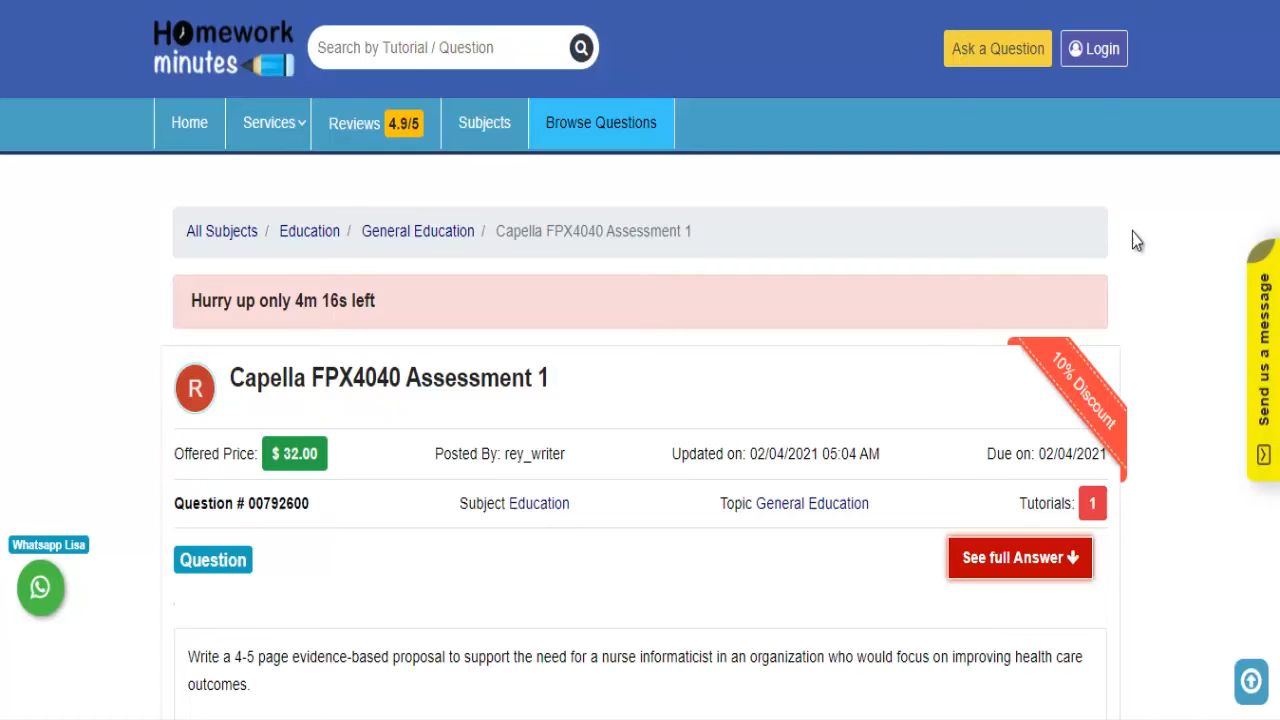 Homework
minutes
Search by Tutorial / Question
Ask a Question
Login
Home
Services
Reviews 4.9/5
Subjects
Browse Questions
All Subjects / Education / General Education / Capella FPX4040 Assessment 1
Hurry up only 4m 16s left
R
Capella FPX4040 Assessment 1
10% Discount
Offered Price: $ 32.00
Posted By: rey_writer
Updated on: 02/04/2021 05:04 AM
Due on: 02/04/2021
Question # 00792600
Subject Education
Topic General Education
Tutorials: 1
Question
See full Answer
Write a 4-5 page evidence-based proposal to support the need for a nurse informaticist in an organization who would focus on improving health care
outcomes.
Whatsapp Lisa
Send us a message